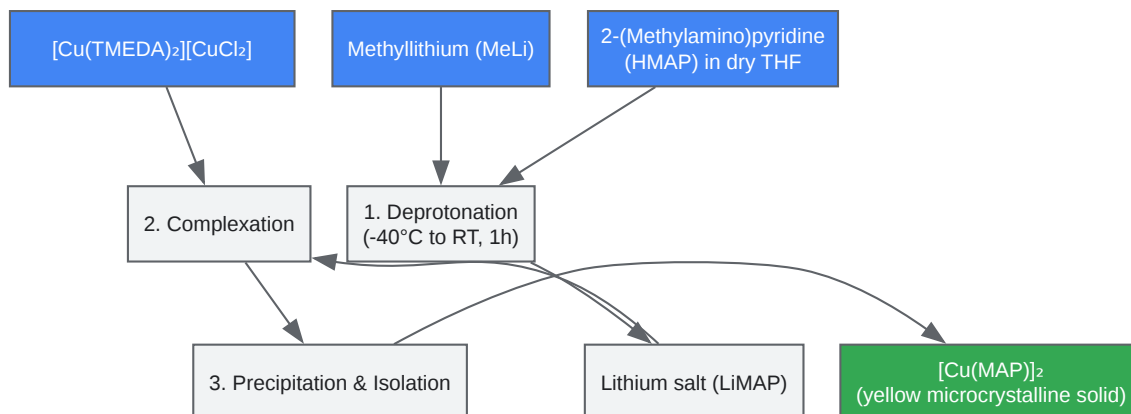 [Cu(TMEDA)₂][CuCl₂]
Methyllithium (MeLi)
2-(Methylamino)pyridine
(HMAP) in dry THF
2. Complexation
1. Deprotonation
(-40°C to RT, 1h)
3. Precipitation & Isolation
Lithium salt (LiMAP)
[Cu(MAP)]₂
(yellow microcrystalline solid)